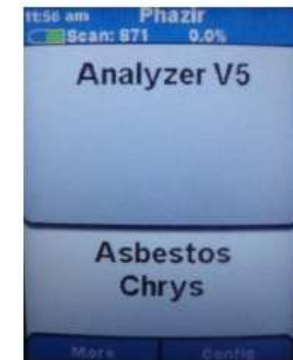 11:56 am Phazir
Scan: 871 0.0%
Analyzer V5
Asbestos
Chrys
More Config